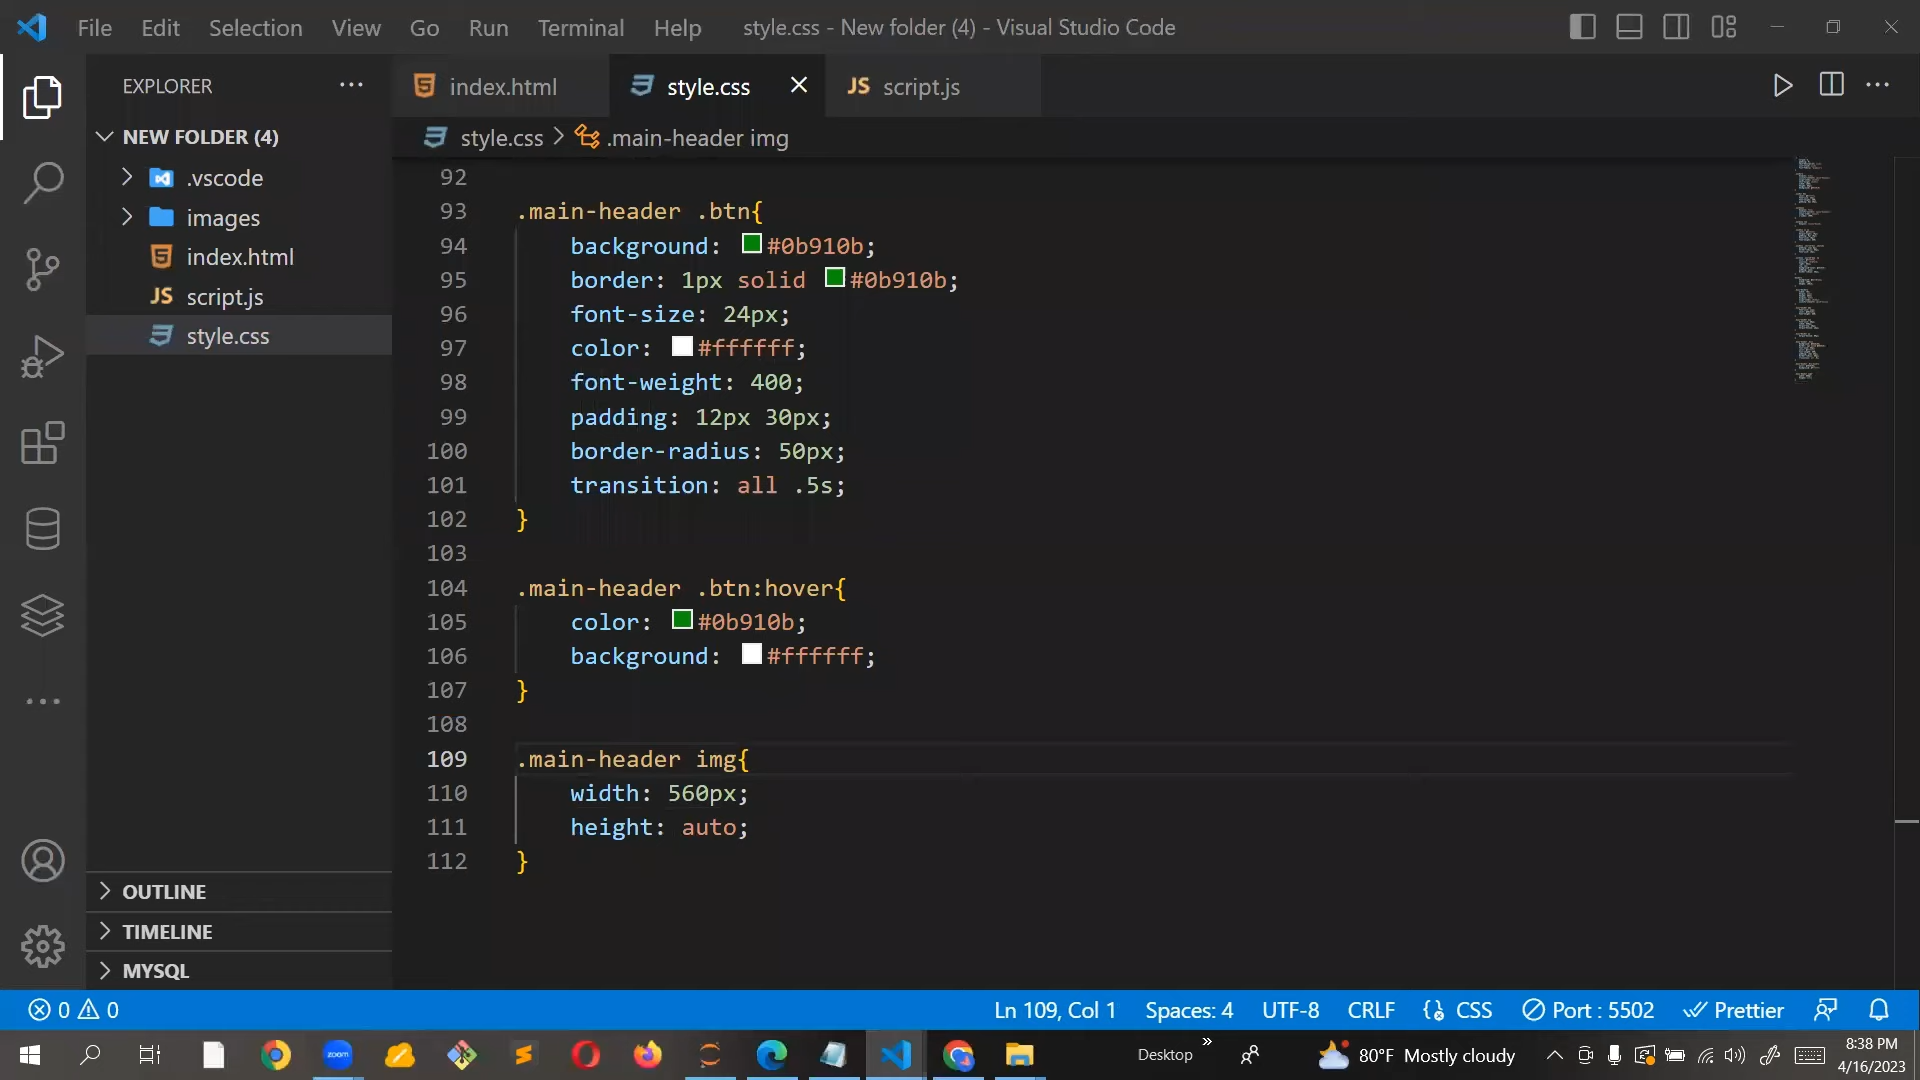 File Edit Selection View Go Run Terminal Help style.css - New folder (4) - Visual Studio Code
EXPLORER
NEW FOLDER (4)
.vscode
images
index.html
JS script.js
style.css
OUTLINE
TIMELINE
MYSQL
index.html style.css JS script.js
style.css > .main-header img
92
93 .main-header .btn{
94 background: #0b910b;
95 border: 1px solid #0b910b;
96 font-size: 24px;
97 color: #ffffff;
98 font-weight: 400;
99 padding: 12px 30px;
100 border-radius: 50px;
101 transition: all .5s;
102 }
103
104 .main-header .btn:hover{
105 color: #0b910b;
106 background: #ffffff;
107 }
108
109 .main-header img{
110 width: 560px;
111 height: auto;
112 }
0 0 Ln 109, Col 1 Spaces: 4 UTF-8 CRLF {} CSS Port : 5502 Prettier
zoom Desktop 80°F Mostly cloudy 8:38 PM
4/16/2023